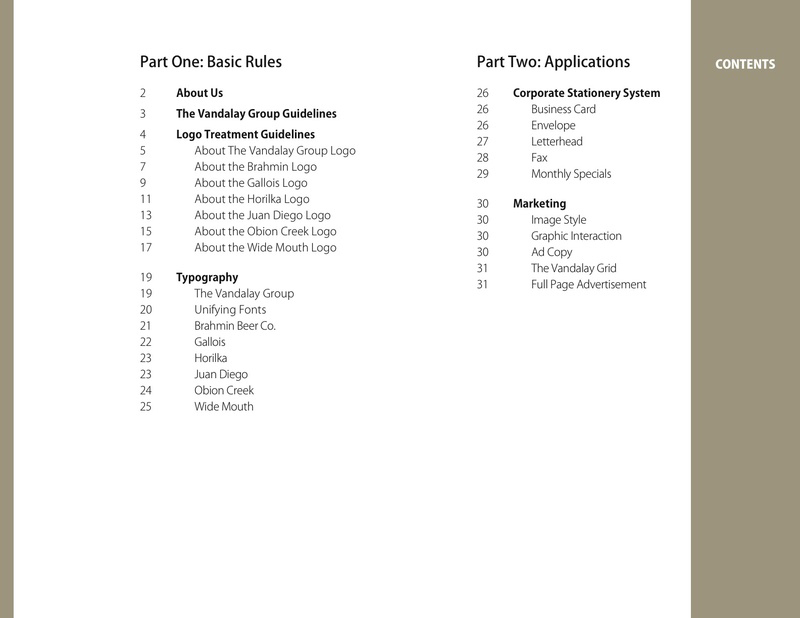 Part One: Basic Rules
2 About Us
3 The Vandalay Group Guidelines
4 Logo Treatment Guidelines
5 About The Vandalay Group Logo
7 About the Brahmin Logo
9 About the Gallois Logo
11 About the Horilka Logo
13 About the Juan Diego Logo
15 About the Obion Creek Logo
17 About the Wide Mouth Logo
19 Typography
19 The Vandalay Group
20 Unifying Fonts
21 Brahmin Beer Co.
22 Gallois
23 Horilka
23 Juan Diego
24 Obion Creek
25 Wide Mouth
Part Two: Applications
26 Corporate Stationery System
26 Business Card
26 Envelope
27 Letterhead
28 Fax
29 Monthly Specials
30 Marketing
30 Image Style
30 Graphic Interaction
30 Ad Copy
31 The Vandalay Grid
31 Full Page Advertisement
CONTENTS